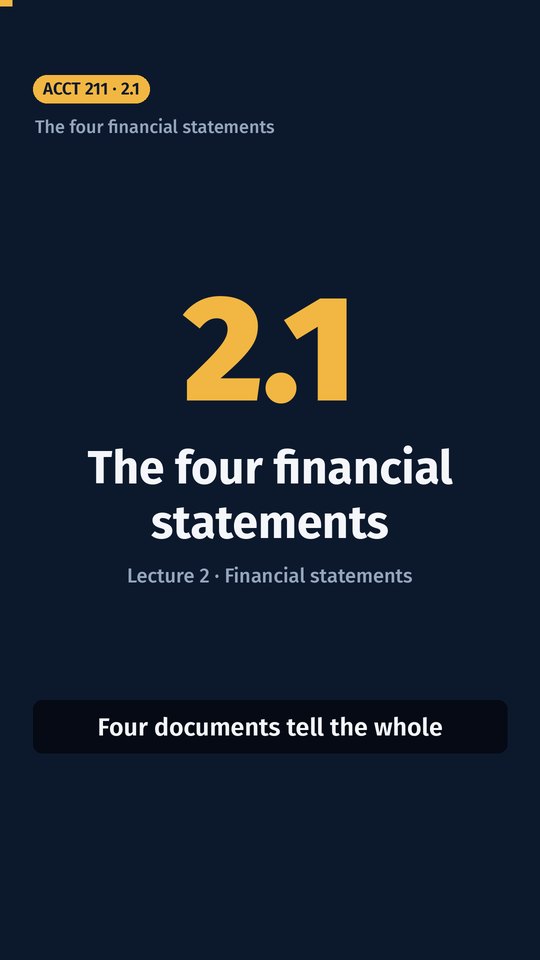 ACCT 211 · 2.1
The four financial statements
2.1
The four financial
statements
Lecture 2 · Financial statements
Four documents tell the whole